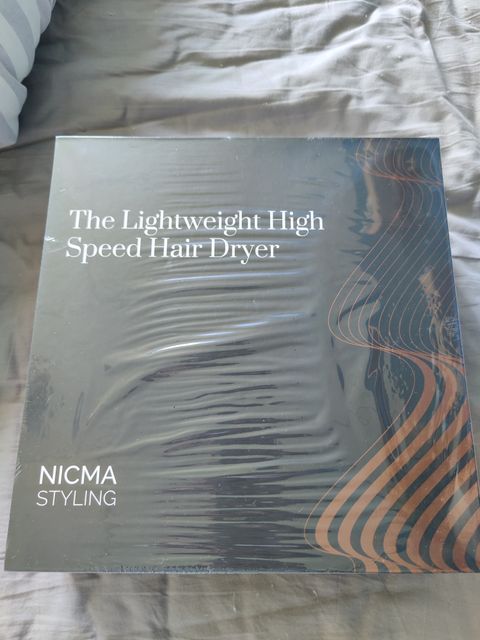 The Lightweight High
Speed Hair Dryer
NICMA
STYLING